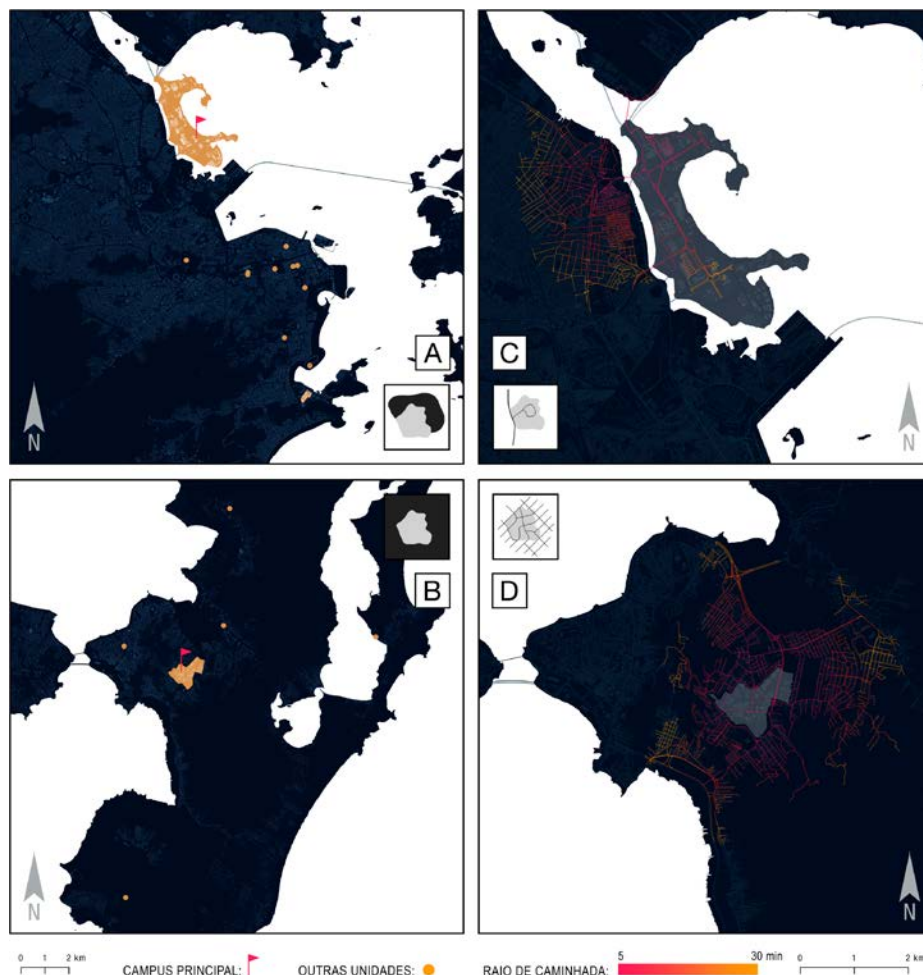 A
C
N
N
B
D
N
N
0 1 2 km
CAMPUS PRINCIPAL:
OUTRAS UNIDADES:
RAIO DE CAMINHADA:
5 30 min
0 1 2 km